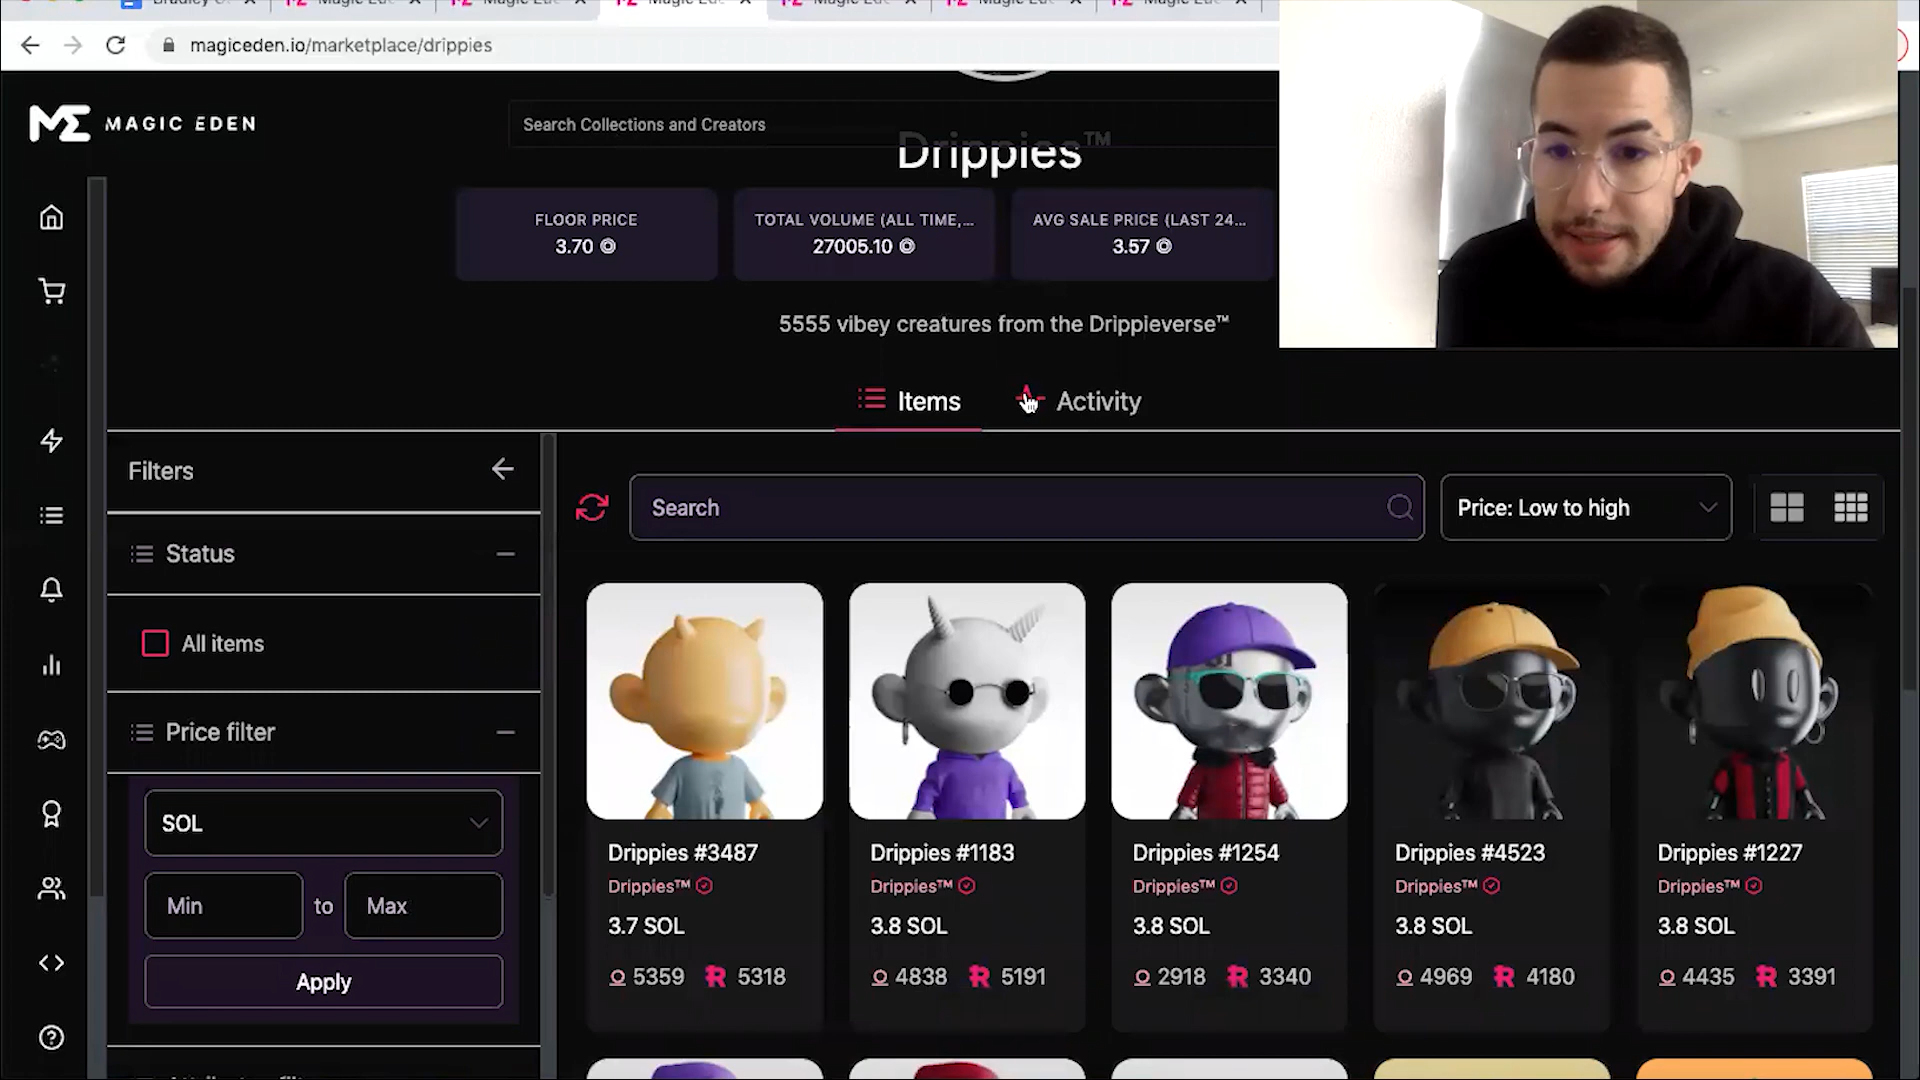 magiceden.io/marketplace/drippies
MAGIC EDEN
Search Collections and Creators
Drippies™
FLOOR PRICE
3.70
TOTAL VOLUME (ALL TIME,...
27005.10
AVG SALE PRICE (LAST 24...
3.57
5555 vibey creatures from the Drippieverse™
Items
Activity
Filters
Search
Price: Low to high
Status
All items
Price filter
SOL
Min to Max
Apply
Drippies #3487
Drippies™
3.7 SOL
5359 5318
Drippies #1183
Drippies™
3.8 SOL
4838 5191
Drippies #1254
Drippies™
3.8 SOL
2918 3340
Drippies #4523
Drippies™
3.8 SOL
4969 4180
Drippies #1227
Drippies™
3.8 SOL
4435 3391